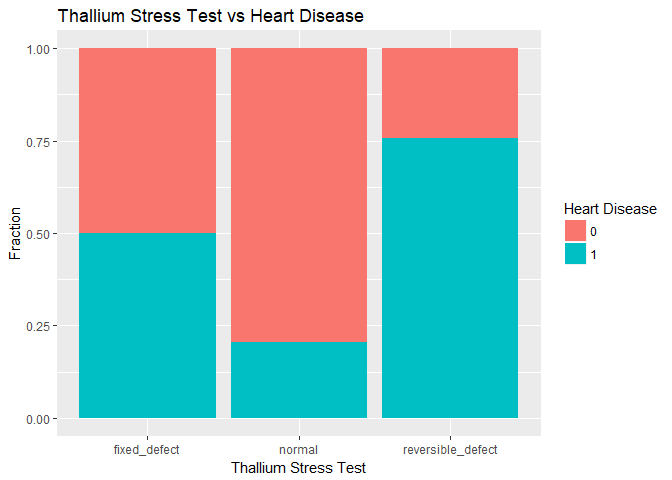 Thallium Stress Test vs Heart Disease
1.00
0.75
0.50
0.25
0.00
Fraction
fixed_defect
normal
reversible_defect
Thallium Stress Test
Heart Disease
0
1